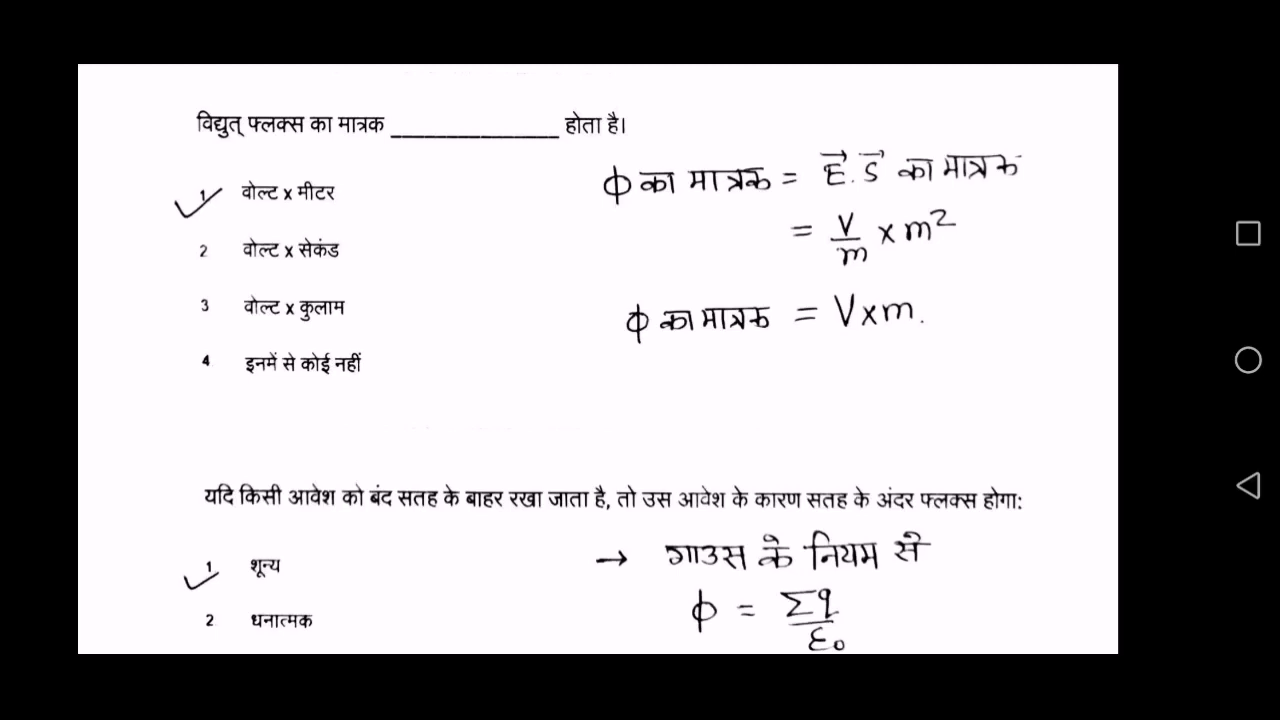 विद्युत् फ्लक्स का मात्रक ______________ होता है।
ϕ का मात्रक = E⃗.S⃗ का मात्रक
1 वोल्ट x मीटर
= V/m × m²
2 वोल्ट x सेकंड
3 वोल्ट x कुलाम
ϕ का मात्रक = V×m.
4 इनमें से कोई नहीं
यदि किसी आवेश को बंद सतह के बाहर रखा जाता है, तो उस आवेश के कारण सतह के अंदर फ्लक्स होगा:
→ गाउस के नियम से
1 शून्य
ϕ = Σq/ε₀
2 धनात्मक